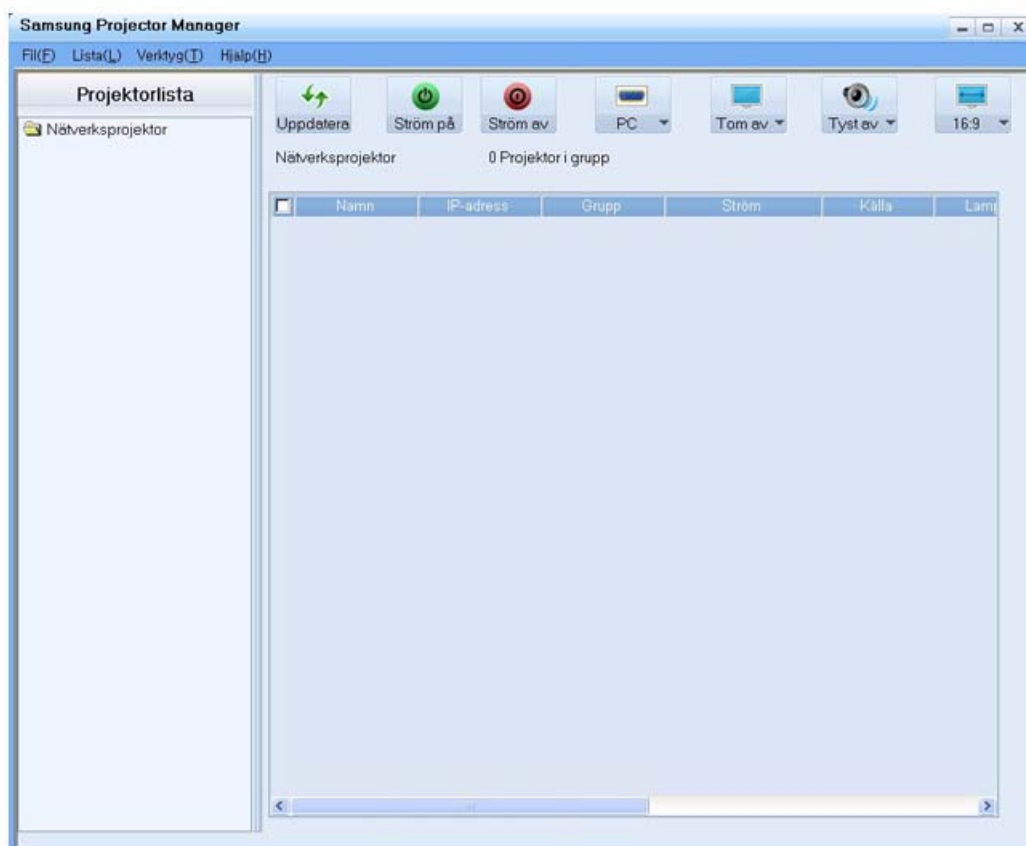 Samsung Projector Manager
Fil(F) Lista(L) Verktyg(T) Hjälp(H)
Projektorlista
Nätverksprojektor
Uppdatera Ström på Ström av PC Tom av Tyst av 16:9
Nätverksprojektor 0 Projektor i grupp
Namn IP-adress Grupp Ström Källa Lamp